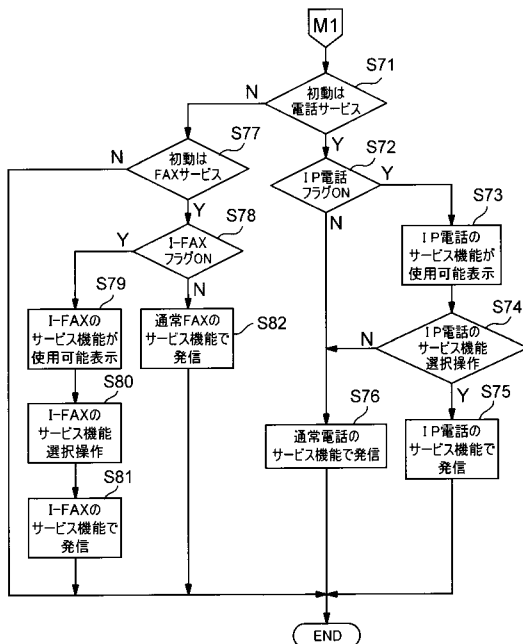 M1
S71
初動は
電話サービス
N
Y
S77
初動は
FAXサービス
N
Y
S72
IP電話
フラグON
Y
N
S73
IP電話の
サービス機能が
使用可能表示
S78
I-FAX
フラグON
Y
N
S79
I-FAXの
サービス機能が
使用可能表示
S82
通常FAXの
サービス機能で
発信
S74
IP電話の
サービス機能
選択操作
N
Y
S80
I-FAXの
サービス機能
選択操作
S76
通常電話の
サービス機能で発信
S75
IP電話の
サービス機能で
発信
S81
I-FAXの
サービス機能で
発信
END